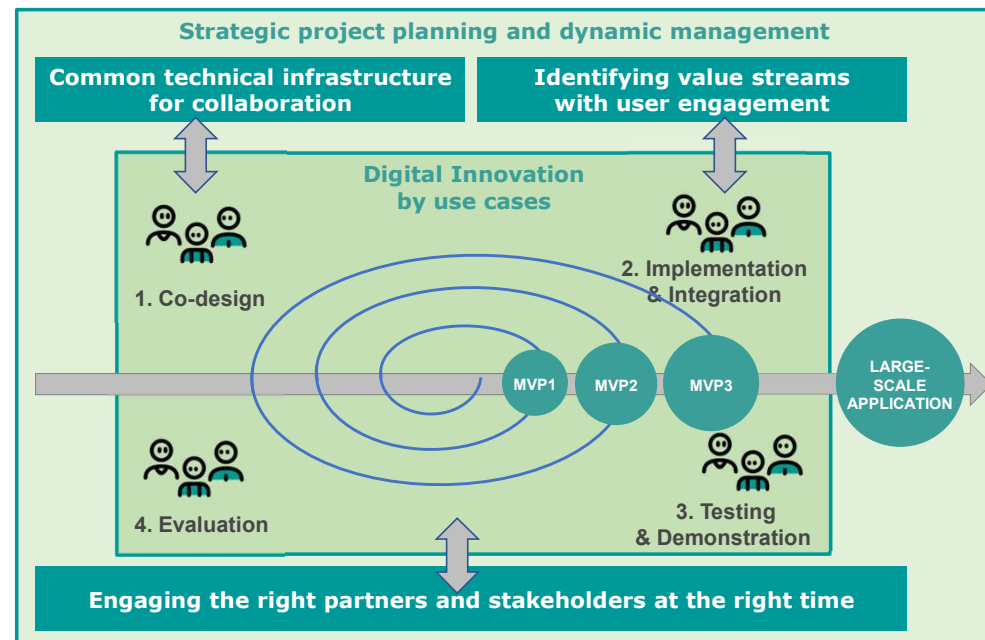 Strategic project planning and dynamic management
Common technical infrastructure
for collaboration
Identifying value streams
with user engagement
Digital Innovation
by use cases
1. Co-design
2. Implementation
& Integration
MVP1
MVP2
MVP3
LARGE-
SCALE
APPLICATION
4. Evaluation
3. Testing
& Demonstration
Engaging the right partners and stakeholders at the right time